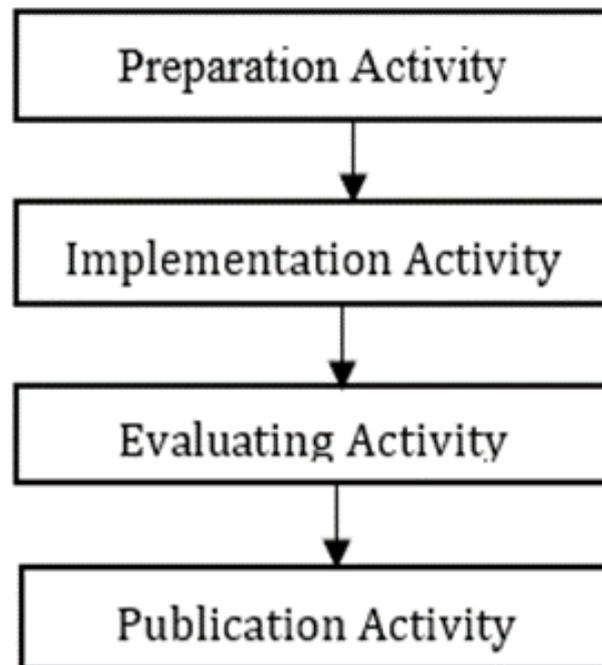 Preparation Activity
Implementation Activity
Evaluating Activity
Publication Activity